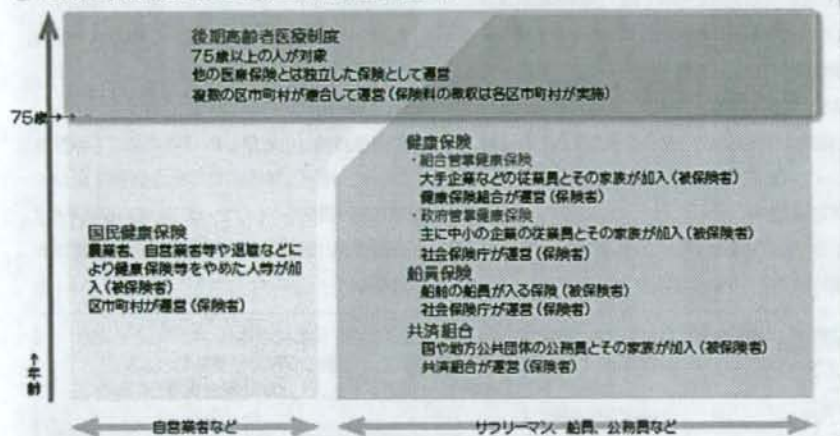 後期高齢者医療制度
75歳以上の人が対象
他の医療保険とは独立した保険として運営
複数の区市町村が連合して運営（保険料の徴収は各区市町村が実施）
75歳→
健康保険
・組合管掌健康保険
大手企業などの従業員とその家族が加入（被保険者）
健康保険組合が運営（保険者）
・政府管掌健康保険
主に中小の企業の従業員とその家族が加入（被保険者）
社会保険庁が運営（保険者）
船員保険
船舶の船員が入る保険（被保険者）
社会保険庁が運営（保険者）
共済組合
国や地方公共団体の公務員とその家族が加入（被保険者）
共済組合が運営（保険者）
国民健康保険
農業者、自営業者等や退職などに
より健康保険等をやめた人等が加
入（被保険者）
区市町村が運営（保険者）
↑年齢
自営業者など
サラリーマン、船員、公務員など